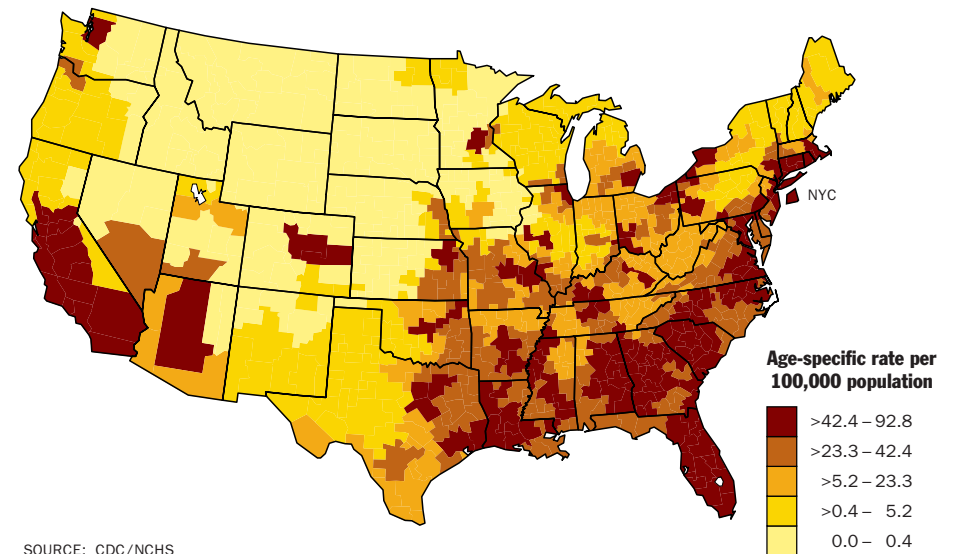 NYC
Age-specific rate per
100,000 population
>42.4 – 92.8
>23.3 – 42.4
>5.2 – 23.3
>0.4 – 5.2
0.0 – 0.4
SOURCE: CDC/NCHS